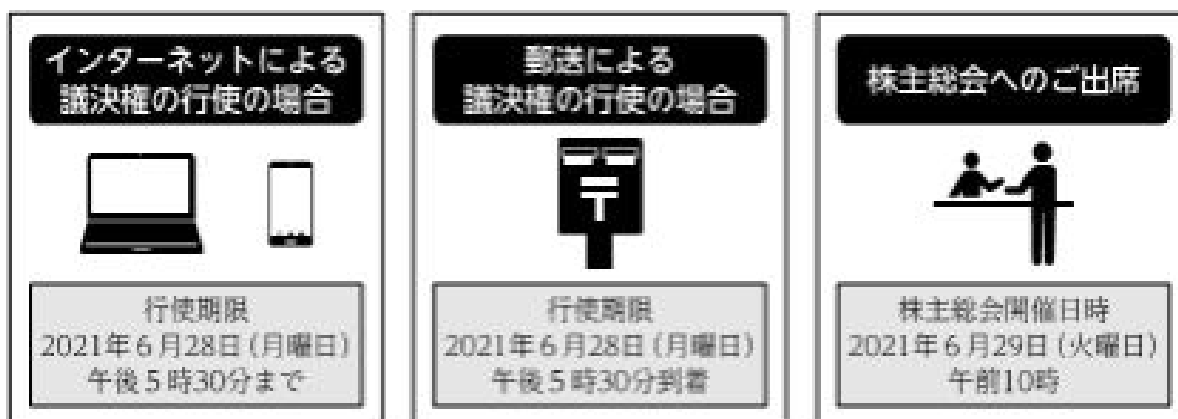 インターネットによる
議決権の行使の場合
行使期限
2021年6月28日(月曜日)
午後5時30分まで
郵送による
議決権の行使の場合
〒
行使期限
2021年6月28日(月曜日)
午後5時30分到着
株主総会へのご出席
株主総会開催日時
2021年6月29日(火曜日)
午前10時